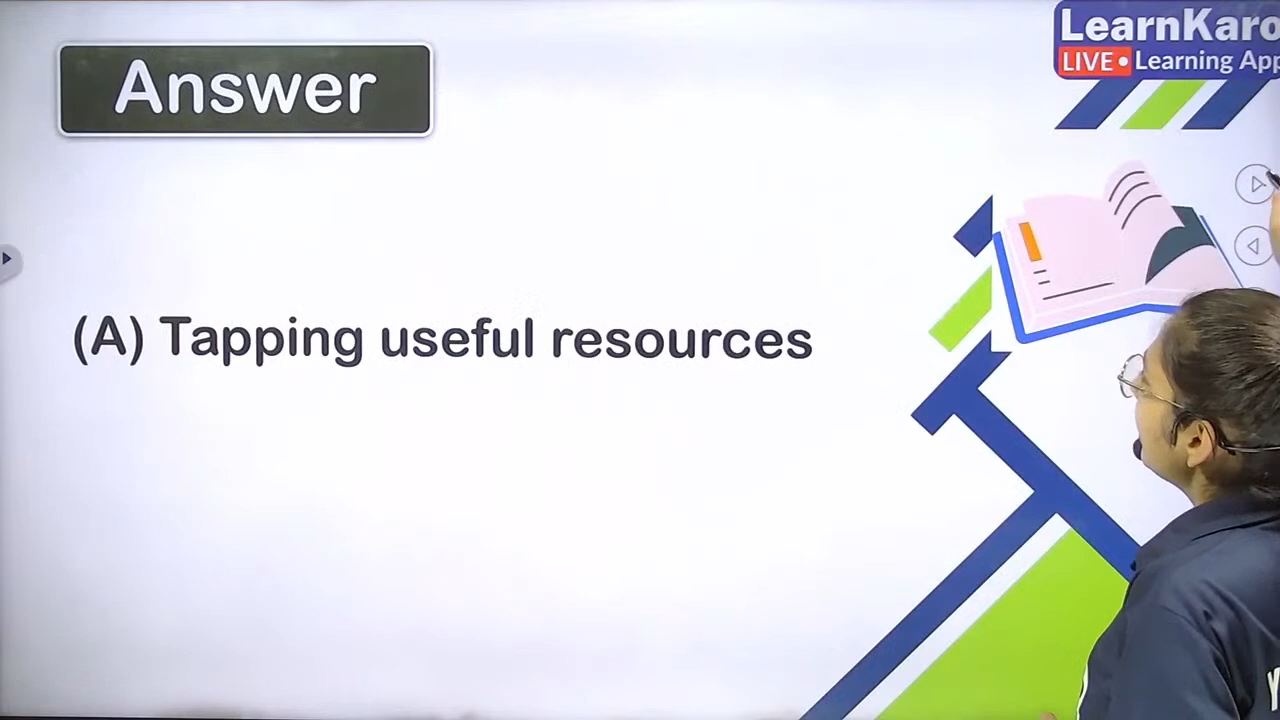 LearnKaro
LIVE • Learning App
Answer
(A) Tapping useful resources
Y